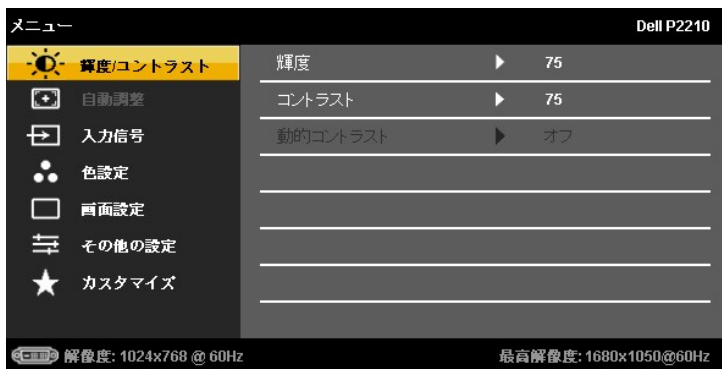 メニュー Dell P2210
輝度/コントラスト 輝度 75
自動調整 コントラスト 75
入力信号 動的コントラスト オフ
色設定
画面設定
その他の設定
カスタマイズ
解像度: 1024x768 @ 60Hz 最高解像度: 1680x1050@60Hz